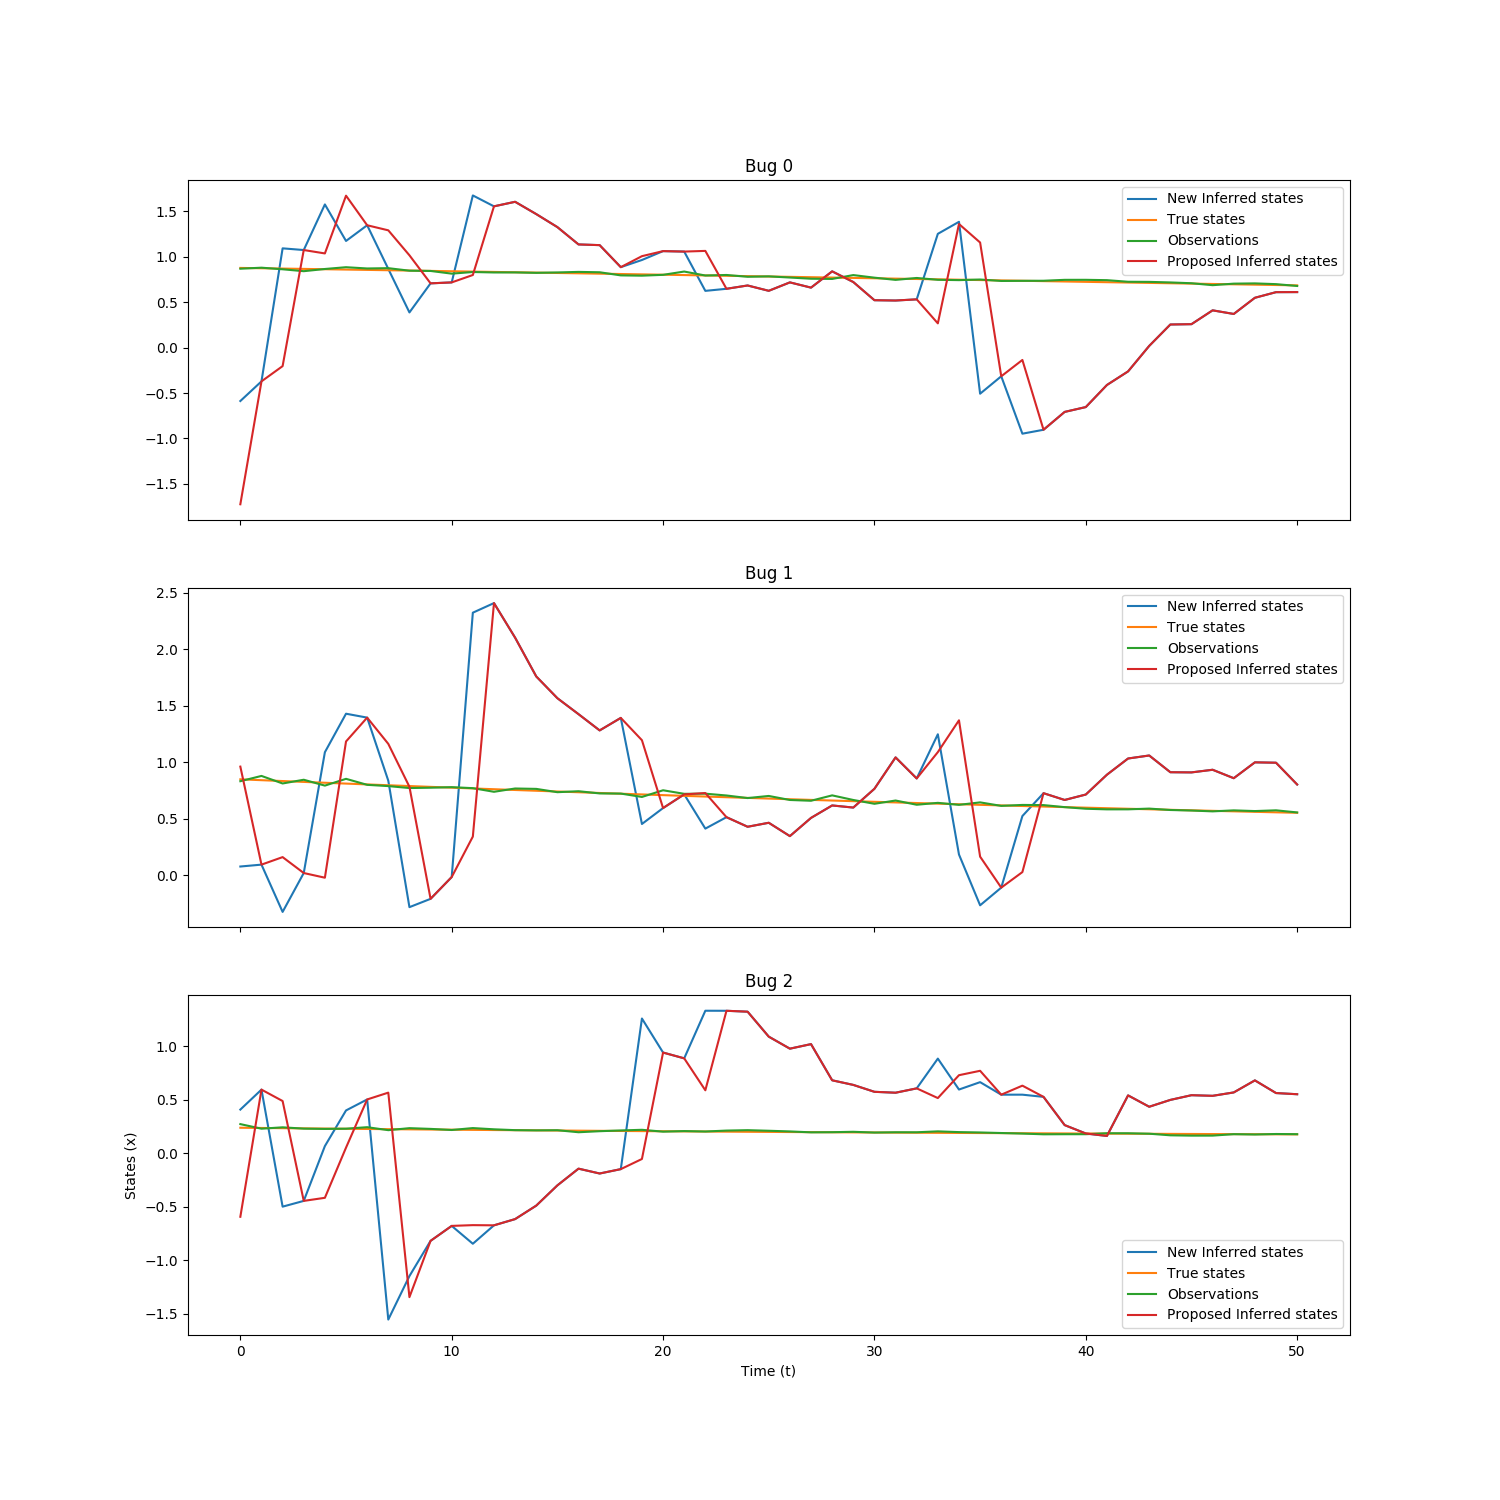 Bug 0
1.5
1.0
0.5
0.0
−0.5
−1.0
−1.5
New Inferred states
True states
Observations
Proposed Inferred states
Bug 1
2.5
2.0
1.5
1.0
0.5
0.0
New Inferred states
True states
Observations
Proposed Inferred states
Bug 2
States (x)
1.0
0.5
0.0
−0.5
−1.0
−1.5
New Inferred states
True states
Observations
Proposed Inferred states
0 10 20 30 40 50
Time (t)